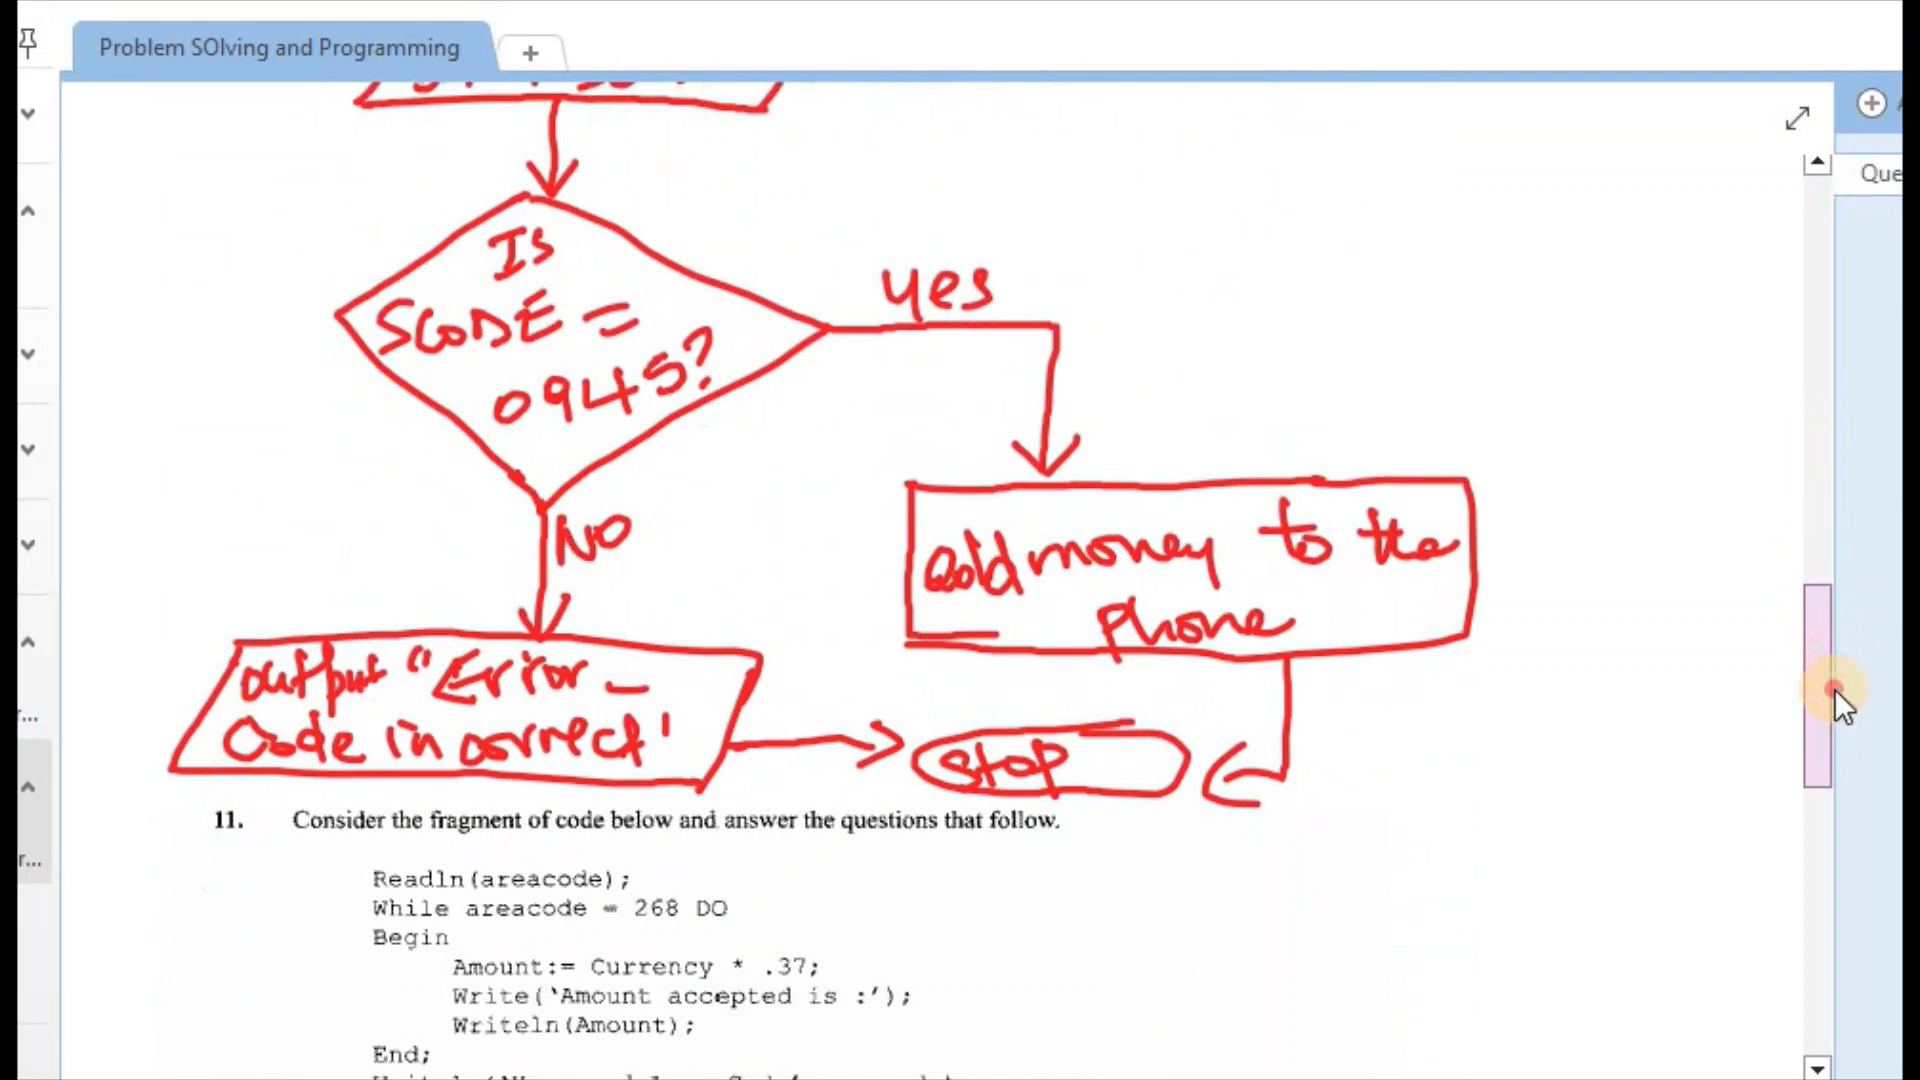 Problem SOlving and Programming
+
Que
Is
SCODE =
0945?
yes
NO
add money to the
phone
output "Error -
Code incorrect'
stop
11. Consider the fragment of code below and answer the questions that follow.
Readln(areacode);
While areacode = 268 DO
Begin
Amount:= Currency * .37;
Write(‘Amount accepted is :’);
Writeln(Amount);
End;
r...
r...